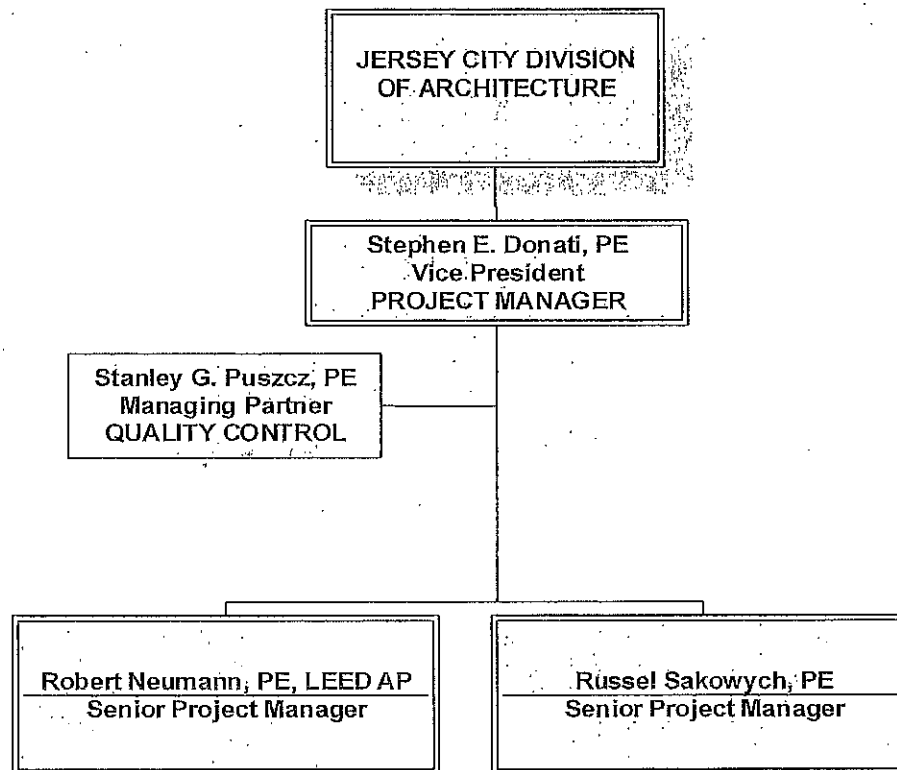 JERSEY CITY DIVISION
OF ARCHITECTURE
Stephen E. Donati, PE
Vice President
PROJECT MANAGER
Stanley G. Puszcz, PE
Managing Partner
QUALITY CONTROL
Robert Neumann, PE, LEED AP
Senior Project Manager
Russel Sakowych, PE
Senior Project Manager